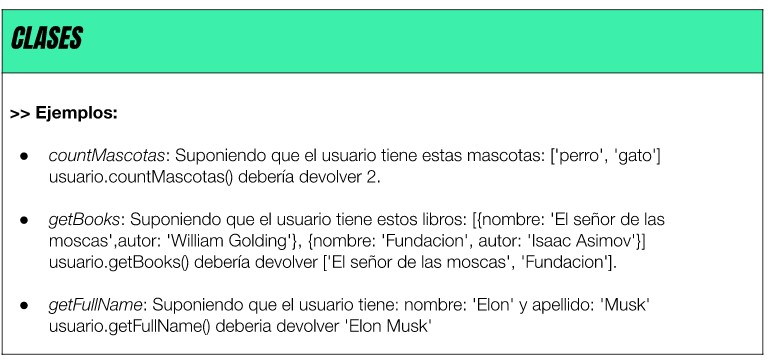 CLASES
>> Ejemplos:
● countMascotas: Suponiendo que el usuario tiene estas mascotas: ['perro', 'gato']
usuario.countMascotas() debería devolver 2.
● getBooks: Suponiendo que el usuario tiene estos libros: [{nombre: 'El señor de las
moscas',autor: 'William Golding'}, {nombre: 'Fundacion', autor: 'Isaac Asimov'}]
usuario.getBooks() debería devolver ['El señor de las moscas', 'Fundacion'].
● getFullName: Suponiendo que el usuario tiene: nombre: 'Elon' y apellido: 'Musk'
usuario.getFullName() deberia devolver 'Elon Musk'